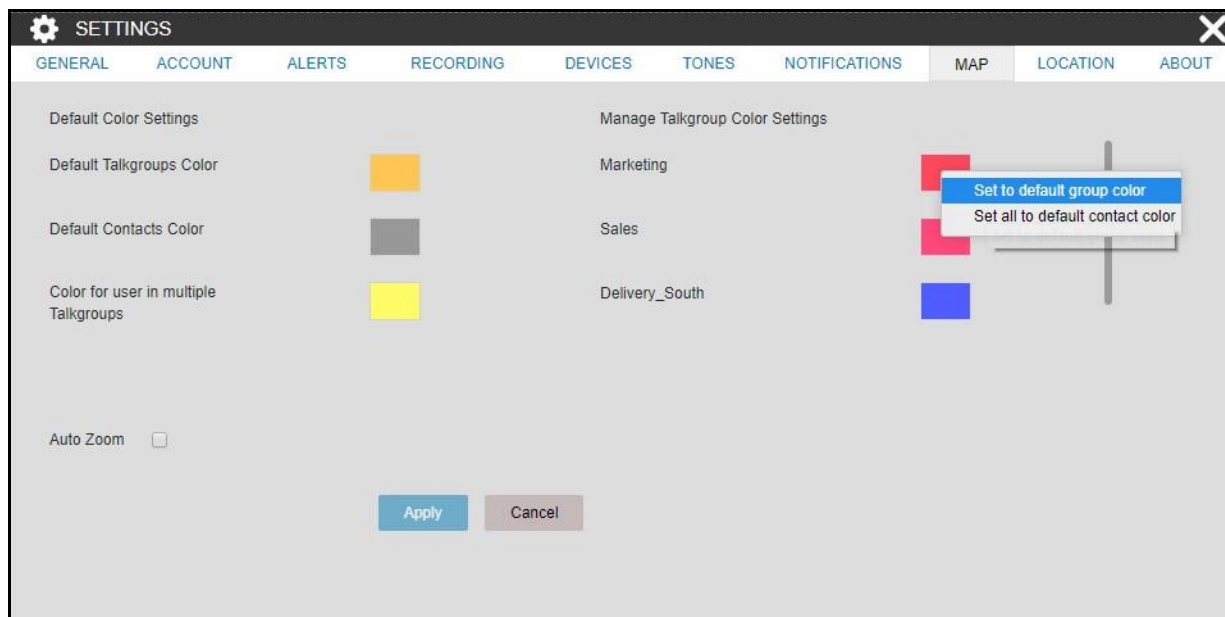 SETTINGS
GENERAL ACCOUNT ALERTS RECORDING DEVICES TONES NOTIFICATIONS MAP LOCATION ABOUT
Default Color Settings
Default Talkgroups Color
Default Contacts Color
Color for user in multiple
Talkgroups
Auto Zoom
Manage Talkgroup Color Settings
Marketing
Set to default group color
Set all to default contact color
Sales
Delivery_South
Apply Cancel